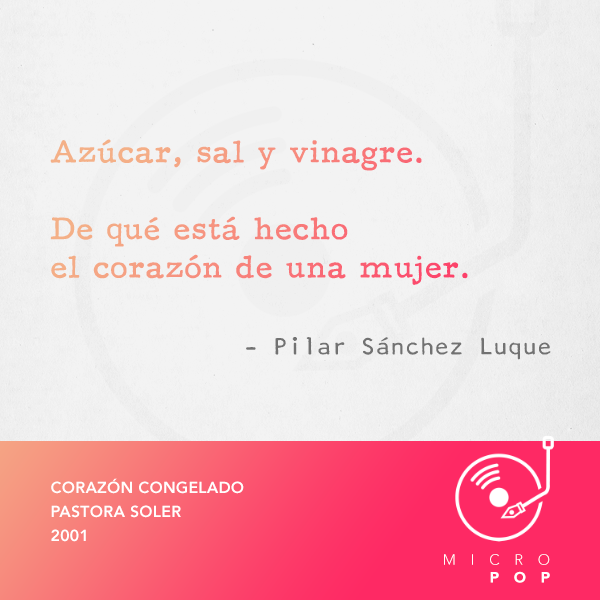 Azúcar, sal y vinagre.
De qué está hecho
el corazón de una mujer.
– Pilar Sánchez Luque
CORAZÓN CONGELADO
PASTORA SOLER
2001
MICRO
POP